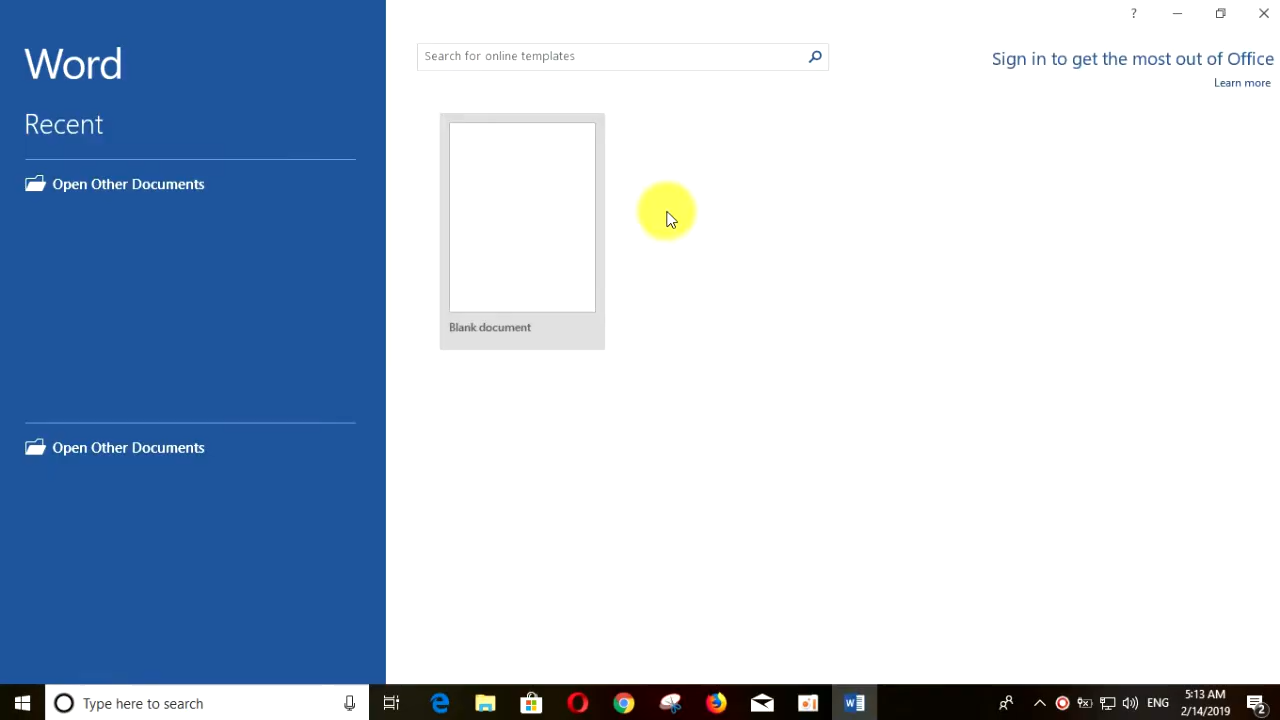 Word
Recent
Open Other Documents
Open Other Documents
?
Search for online templates
Sign in to get the most out of Office
Learn more
Blank document
Type here to search
ENG
5:13 AM
2/14/2019
2